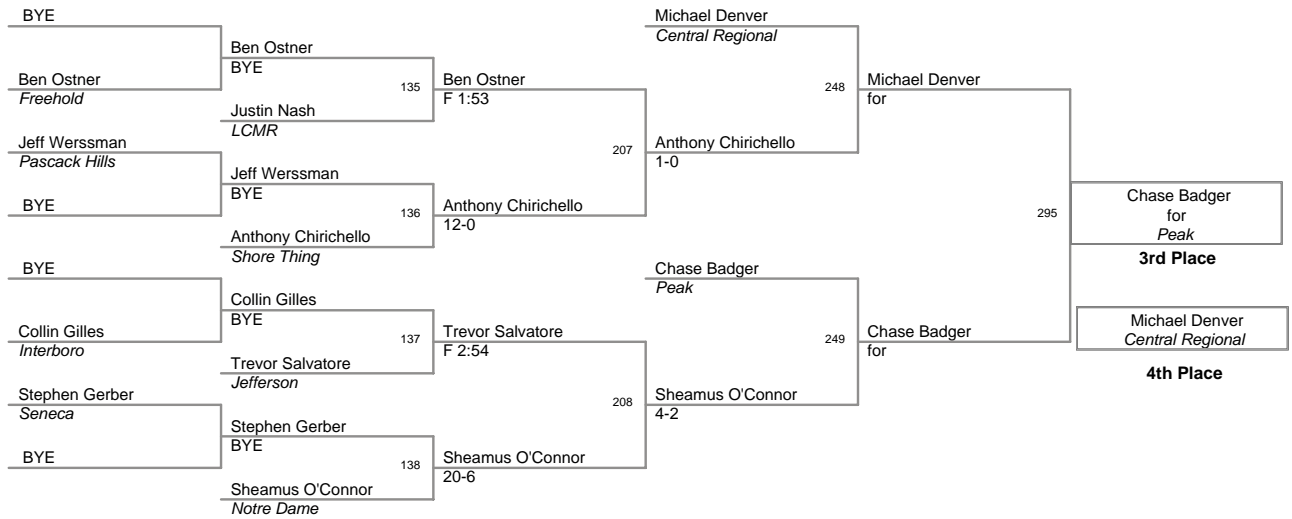 BYE
Ben Ostner
Freehold
Jeff Werssman
Pascack Hills
BYE
BYE
Collin Gilles
Interboro
Stephen Gerber
Seneca
BYE
Ben Ostner
BYE
135
Justin Nash
LCMR
Jeff Werssman
BYE
136
Anthony Chirichello
Shore Thing
Collin Gilles
BYE
137
Trevor Salvatore
Jefferson
Stephen Gerber
BYE
138
Sheamus O'Connor
Notre Dame
Ben Ostner
F 1:53
207
Anthony Chirichello
12-0
Trevor Salvatore
F 2:54
208
Sheamus O'Connor
20-6
Michael Denver
Central Regional
248
Anthony Chirichello
1-0
Chase Badger
Peak
249
Sheamus O'Connor
4-2
Michael Denver
for
295
Chase Badger
for
Chase Badger
for
Peak
3rd Place
Michael Denver
Central Regional
4th Place